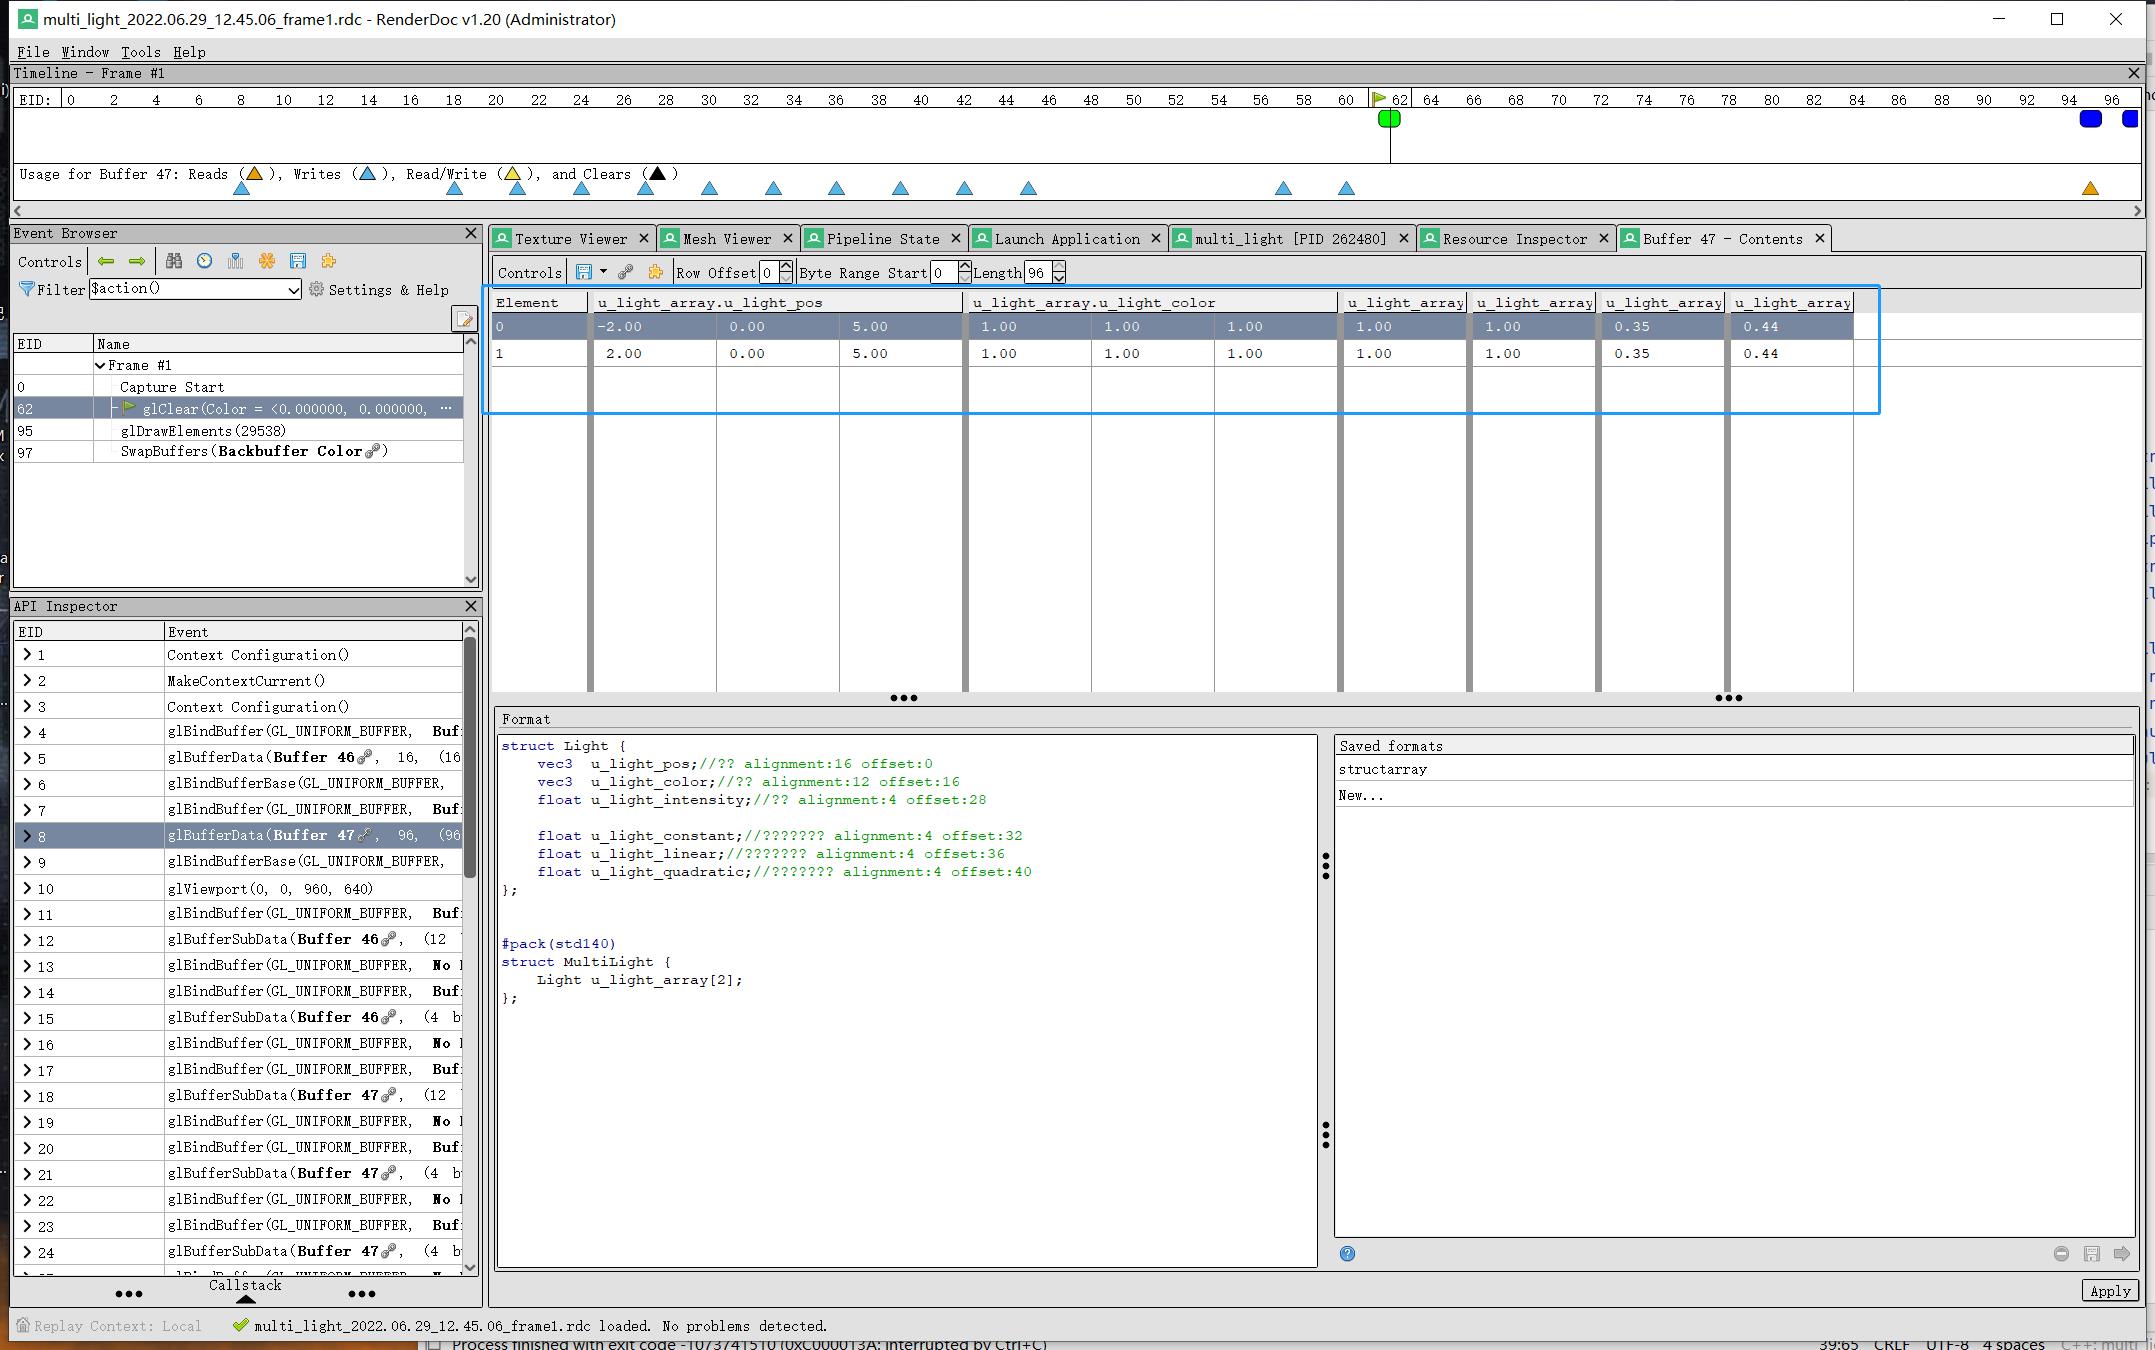 multi_light_2022.06.29_12.45.06_frame1.rdc - RenderDoc v1.20 (Administrator)
File Window Tools Help
Timeline - Frame #1
EID: 0 2 4 6 8 10 12 14 16 18 20 22 24 26 28 30 32 34 36 38 40 42 44 46 48 50 52 54 56 58 60 62 64 66 68 70 72 74 76 78 80 82 84 86 88 90 92 94 96
Usage for Buffer 47: Reads ( ), Writes ( ), Read/Write ( ), and Clears ( )
Event Browser
Controls
Filter $action() Settings & Help
EID Name
Frame #1
0 Capture Start
62 glClear(Color = <0.000000, 0.000000, ...
95 glDrawElements(29538)
97 SwapBuffers(Backbuffer Color)
API Inspector
EID Event
1 Context Configuration()
2 MakeContextCurrent()
3 Context Configuration()
4 glBindBuffer(GL_UNIFORM_BUFFER, Buf
5 glBufferData(Buffer 46, 16, (16
6 glBindBufferBase(GL_UNIFORM_BUFFER,
7 glBindBuffer(GL_UNIFORM_BUFFER, Buf
8 glBufferData(Buffer 47, 96, (96
9 glBindBufferBase(GL_UNIFORM_BUFFER,
10 glViewport(0, 0, 960, 640)
11 glBindBuffer(GL_UNIFORM_BUFFER, Buf
12 glBufferSubData(Buffer 46, (12
13 glBindBuffer(GL_UNIFORM_BUFFER, No
14 glBindBuffer(GL_UNIFORM_BUFFER, Buf
15 glBufferSubData(Buffer 46, (4 b
16 glBindBuffer(GL_UNIFORM_BUFFER, No
17 glBindBuffer(GL_UNIFORM_BUFFER, Buf
18 glBufferSubData(Buffer 47, (12
19 glBindBuffer(GL_UNIFORM_BUFFER, No
20 glBindBuffer(GL_UNIFORM_BUFFER, Buf
21 glBufferSubData(Buffer 47, (4 b
22 glBindBuffer(GL_UNIFORM_BUFFER, No
23 glBindBuffer(GL_UNIFORM_BUFFER, Buf
24 glBufferSubData(Buffer 47, (4 b
Callstack
Texture Viewer Mesh Viewer Pipeline State Launch Application multi_light [PID 262480] Resource Inspector Buffer 47 - Contents
Controls Row Offset 0 Byte Range Start 0 Length 96
Element u_light_array.u_light_pos u_light_array.u_light_color u_light_array u_light_array u_light_array u_light_array
0 -2.00 0.00 5.00 1.00 1.00 1.00 1.00 1.00 0.35 0.44
1 2.00 0.00 5.00 1.00 1.00 1.00 1.00 1.00 0.35 0.44
Format
struct Light {
vec3 u_light_pos;//?? alignment:16 offset:0
vec3 u_light_color;//?? alignment:12 offset:16
float u_light_intensity;//?? alignment:4 offset:28
float u_light_constant;//??????? alignment:4 offset:32
float u_light_linear;//??????? alignment:4 offset:36
float u_light_quadratic;//??????? alignment:4 offset:40
};
#pack(std140)
struct MultiLight {
Light u_light_array[2];
};
Saved formats
structarray
New...
Apply
Replay Context: Local multi_light_2022.06.29_12.45.06_frame1.rdc loaded. No problems detected.
Process finished with exit code -1073741510 (0xC000013A: interrupted by Ctrl+C) 39:65 CRLF UTF-8 4 spaces